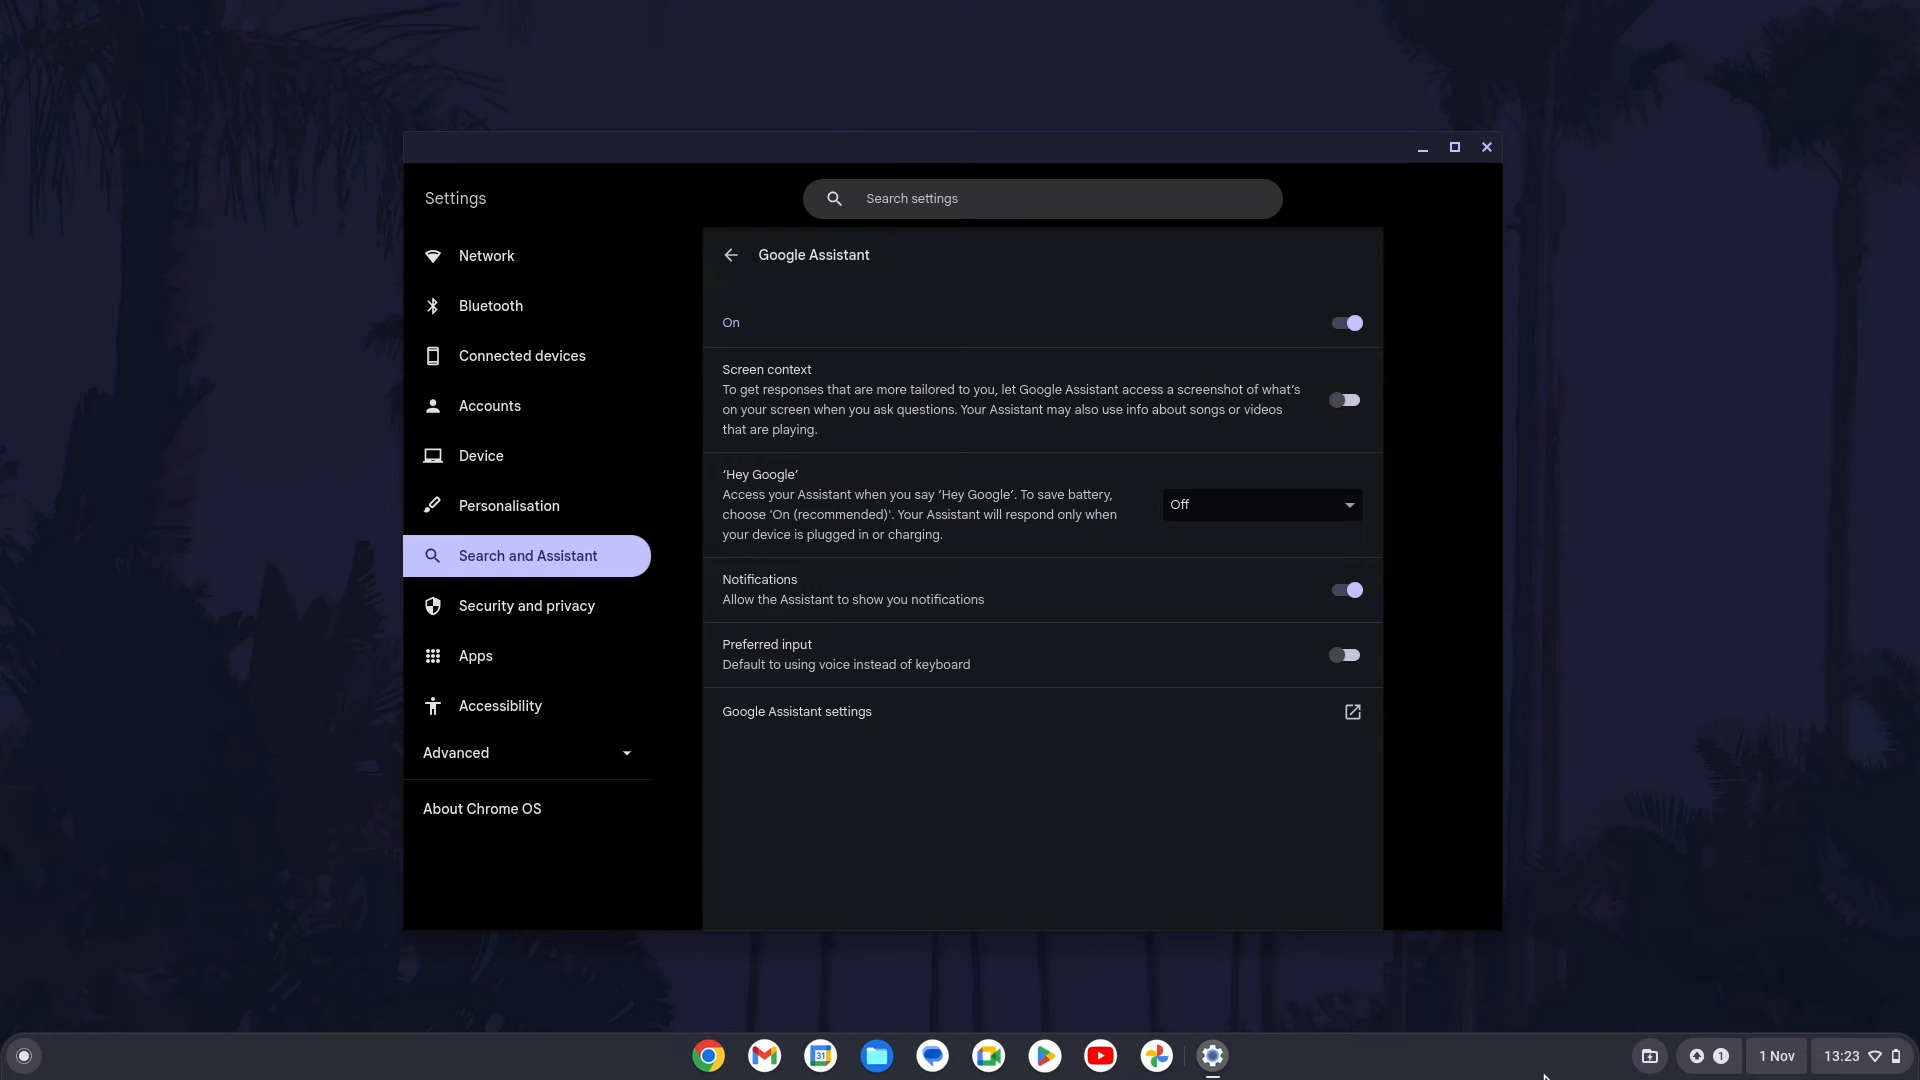 Settings
Search settings
Network
Bluetooth
Connected devices
Accounts
Device
Personalisation
Search and Assistant
Security and privacy
Apps
Accessibility
Advanced
About Chrome OS
Google Assistant
On
Screen context
To get responses that are more tailored to you, let Google Assistant access a screenshot of what’s
on your screen when you ask questions. Your Assistant may also use info about songs or videos
that are playing.
‘Hey Google’
Access your Assistant when you say ‘Hey Google’. To save battery,
choose 'On (recommended)'. Your Assistant will respond only when
your device is plugged in or charging.
Off
Notifications
Allow the Assistant to show you notifications
Preferred input
Default to using voice instead of keyboard
Google Assistant settings
31
1
1 Nov
13:23